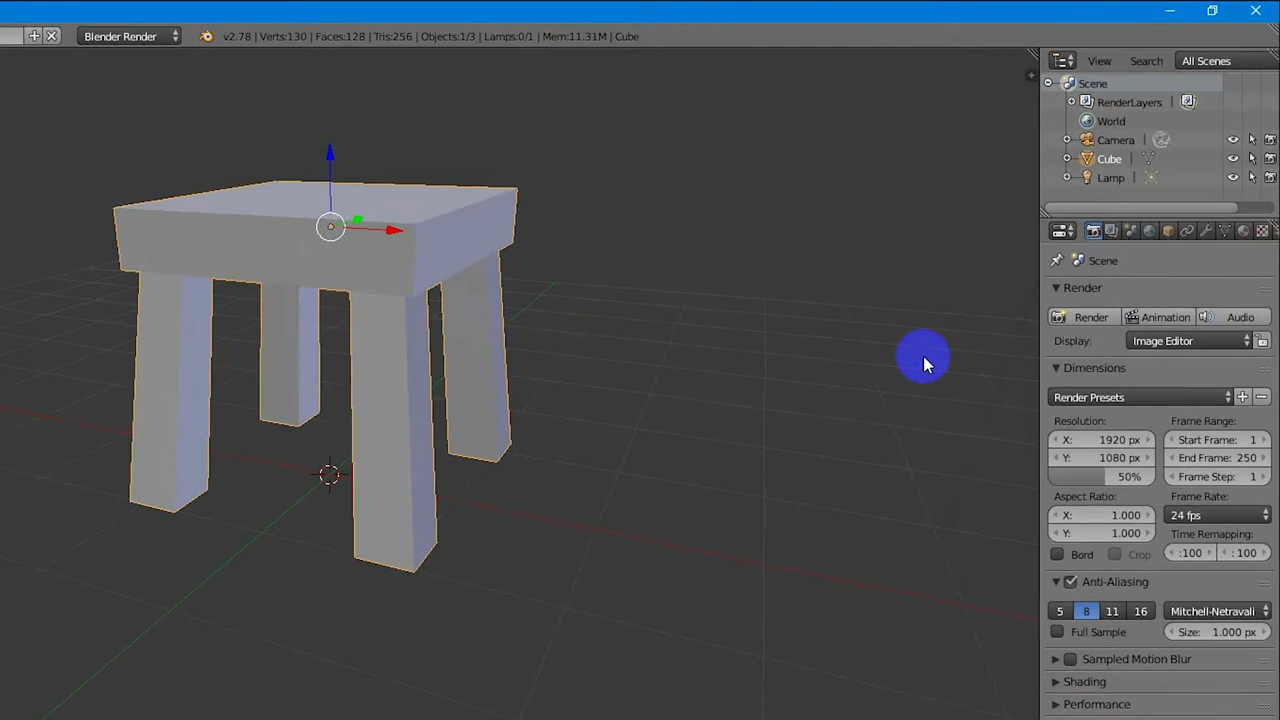 Blender Render v2.78 | Verts:130 | Faces:128 | Tris:256 | Objects:1/3 | Lamps:0/1 | Mem:11.31M | Cube
View Search All Scenes
Scene
RenderLayers |
World
Camera |
Cube |
Lamp |
Scene
Render
Render Animation Audio
Display: Image Editor
Dimensions
Render Presets
Resolution: Frame Range:
X: 1920 px Start Frame: 1
Y: 1080 px End Frame: 250
50% Frame Step: 1
Aspect Ratio: Frame Rate:
X: 1.000 24 fps
Y: 1.000 Time Remapping:
Bord Crop :100 : 100
Anti-Aliasing
5 8 11 16 Mitchell-Netravali
Full Sample Size: 1.000 px
Sampled Motion Blur
Shading
Performance